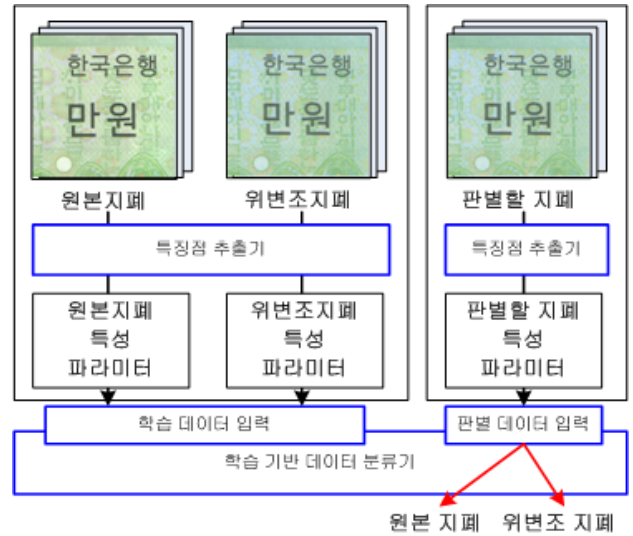 한국은행
만원
한국은행
만원
한국은행
만원
원본지폐
위변조지폐
판별할 지폐
특징점 추출기
특징점 추출기
원본지폐
특성
파라미터
위변조지폐
특성
파라미터
판별할 지폐
특성
파라미터
학습 데이터 입력
판별 데이터 입력
학습 기반 데이터 분류기
원본 지폐
위변조 지폐